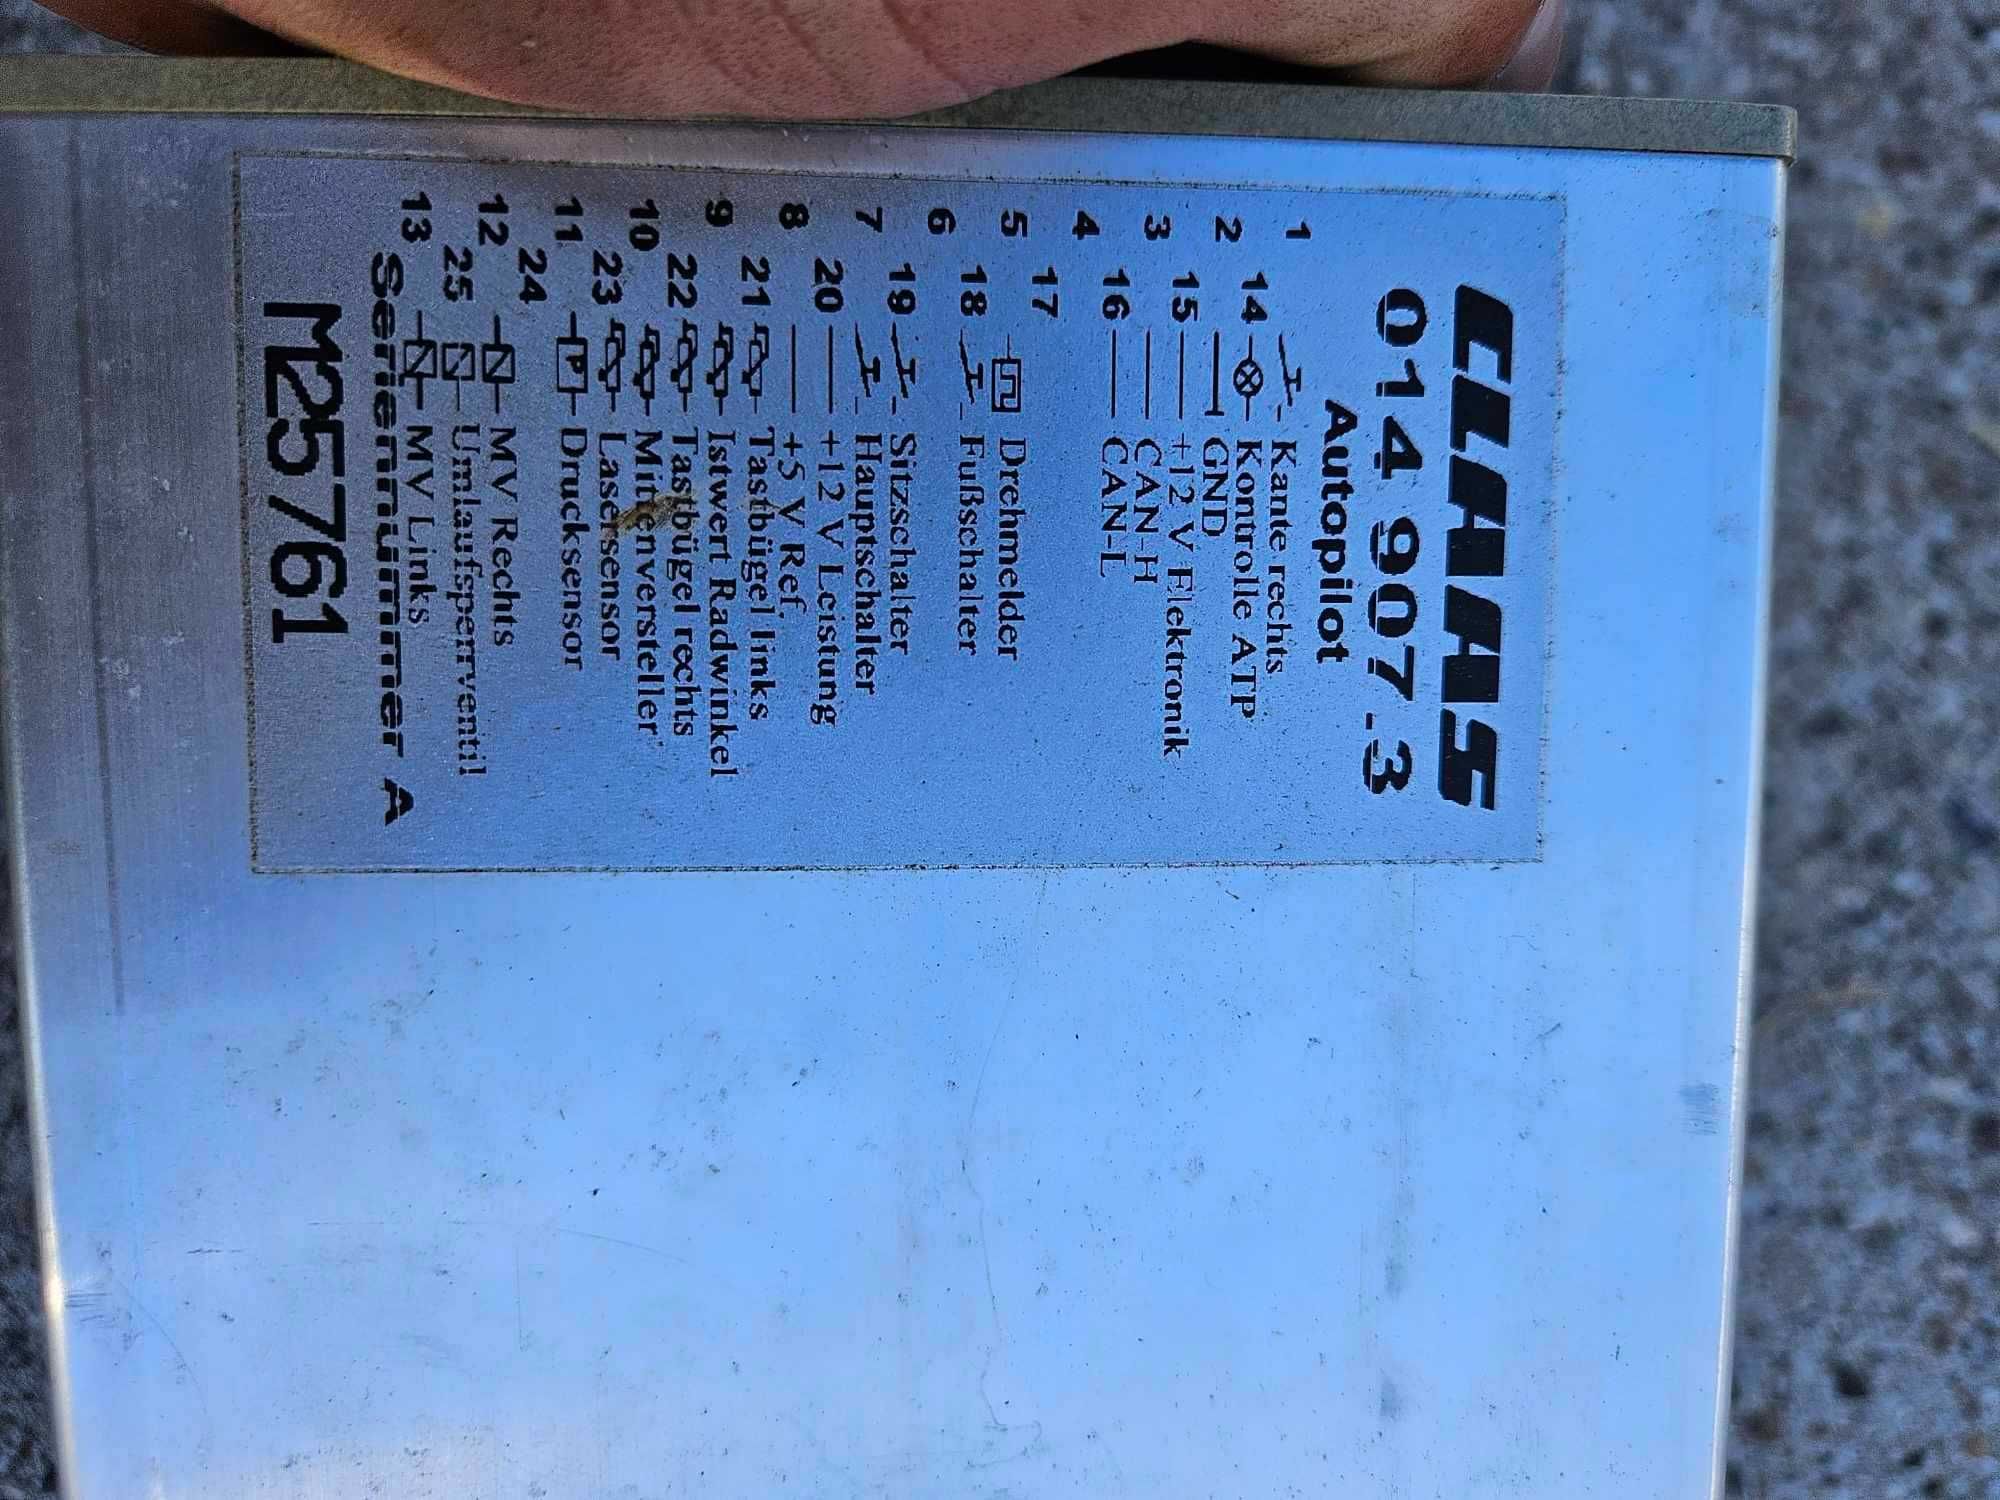 CLAAS
014 907.3
Autopilot
1 Kante rechts
14 Kontrolle ATP
2 GND
15 +12 V Elektronik
3 CAN-H
16 CAN-L
4
17
5 Drehmelder
18 Fußschalter
6
19 Sitzschalter
7 Hauptschalter
20 +12 V Leistung
8 +5 V Ref.
21 Tastbügel links
9 Istwert Radwinkel
22 Tastbügel rechts
10 Mittenversteller
23 Lasersensor
11 Drucksensor
24
12 MV Rechts
25 Umlaufsperrventil
13 MV Links
Seriennummer A
M25761